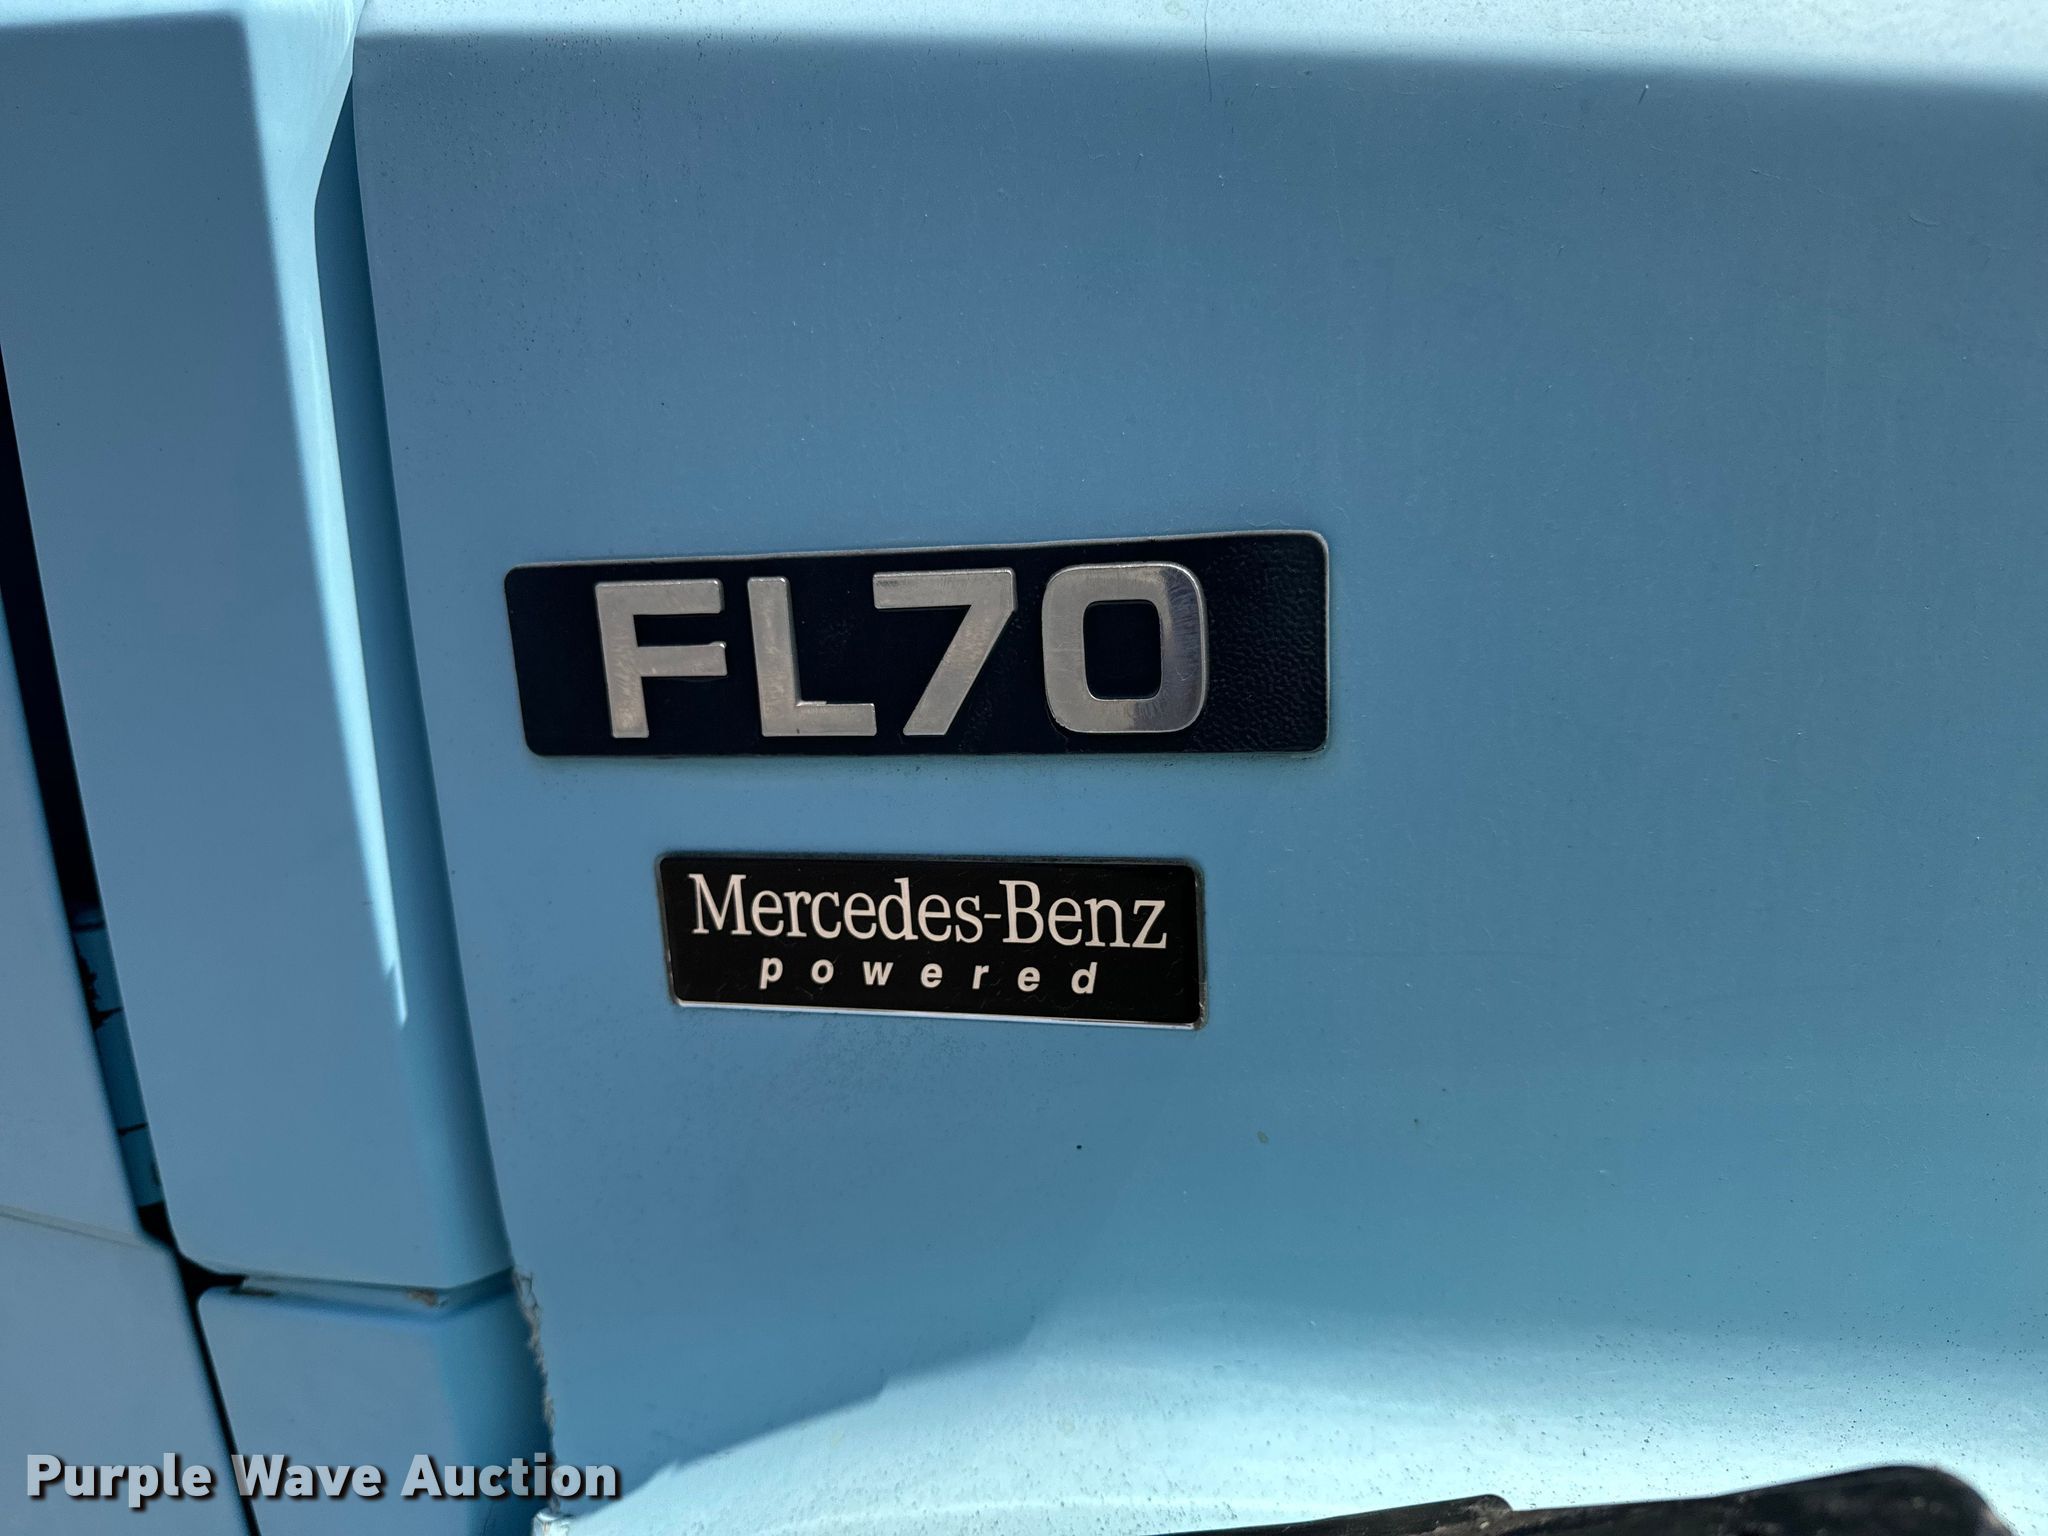 FL70
Mercedes-Benz
powered
Purple Wave Auction